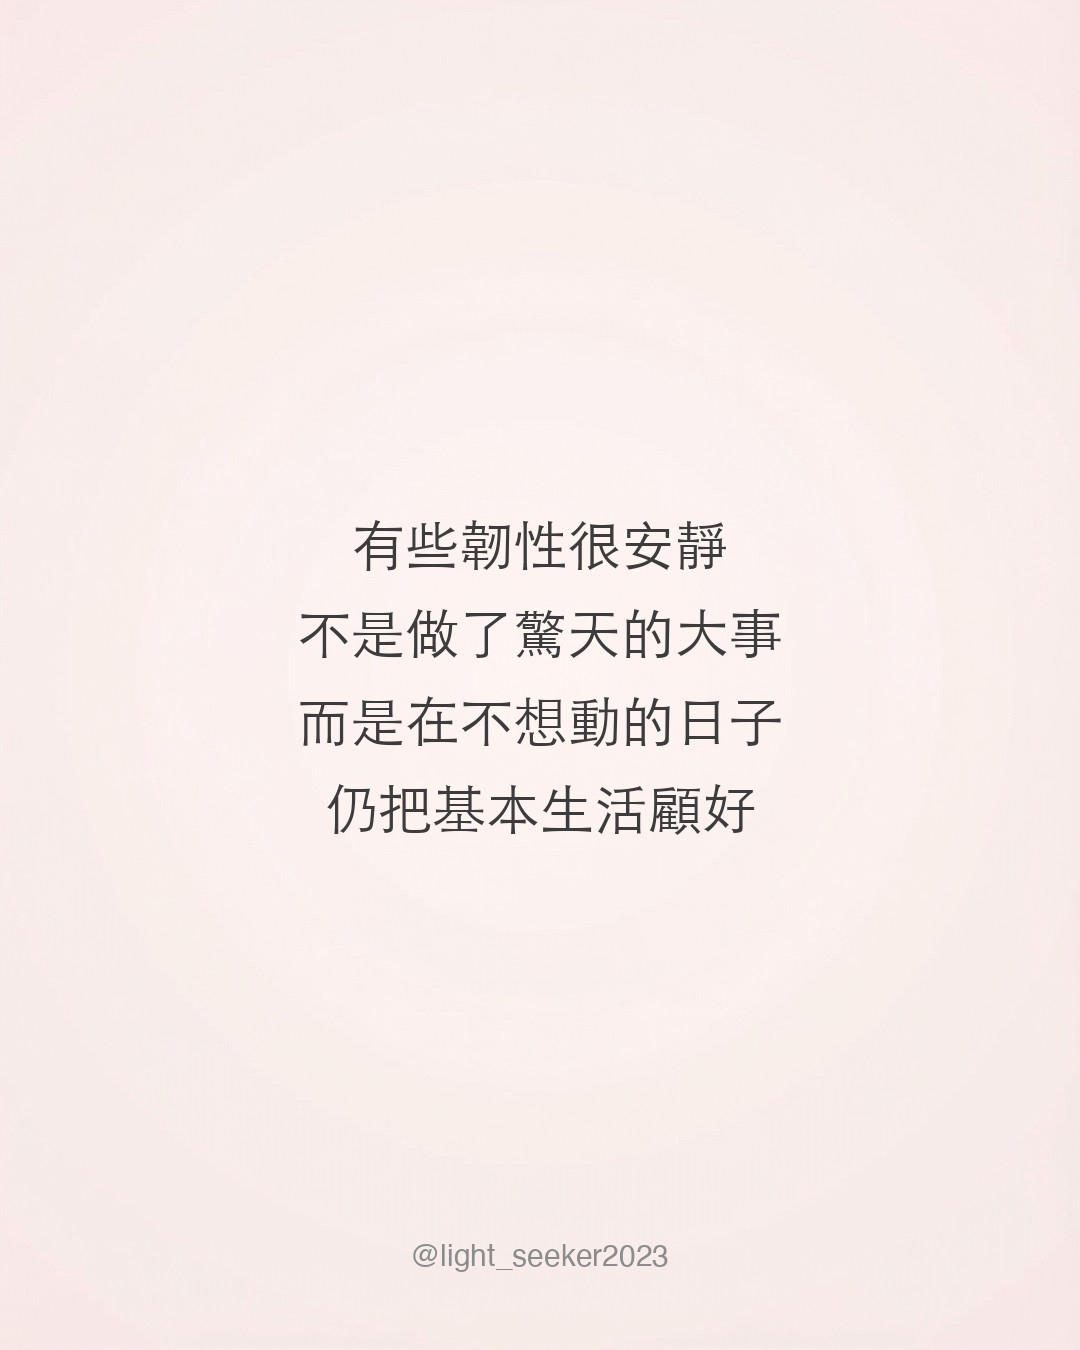 有些韌性很安靜
不是做了驚天的大事
而是在不想動的日子
仍把基本生活顧好
@light_seeker2023